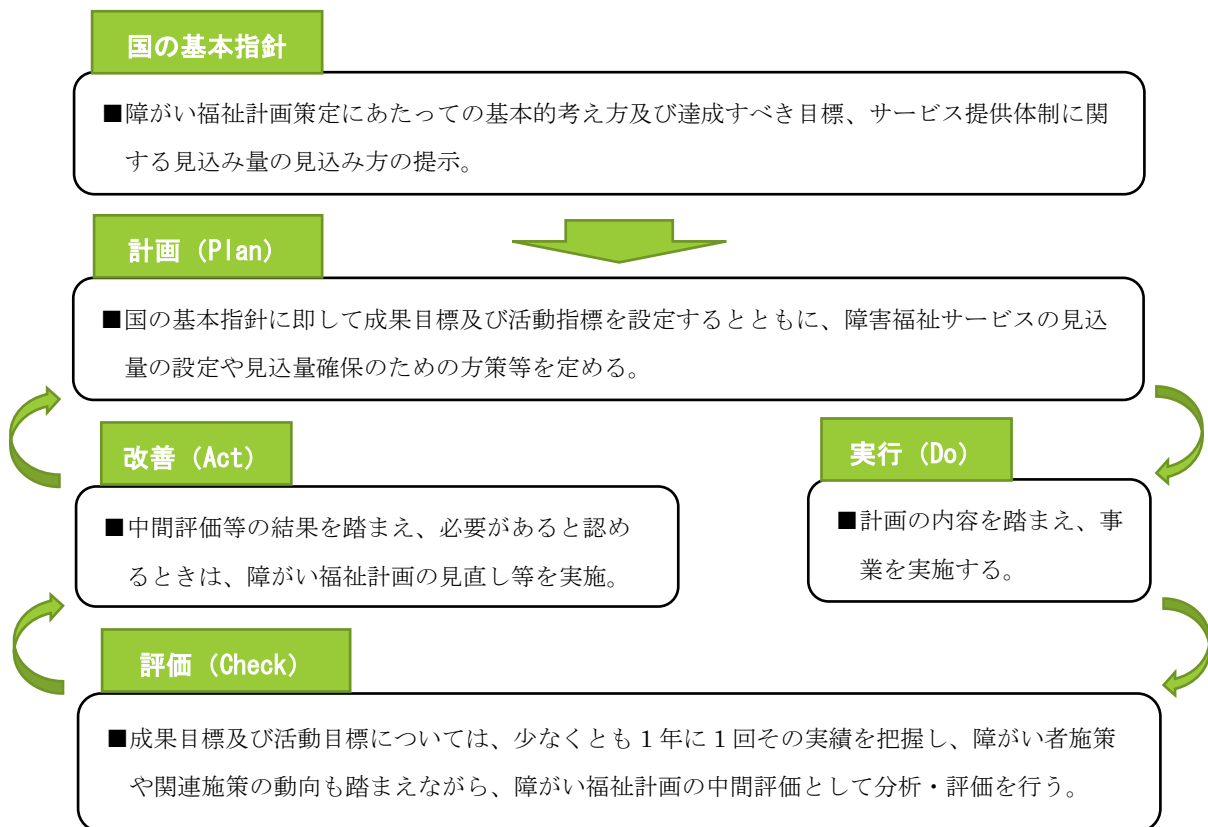 国の基本指針
■障がい福祉計画策定にあたっての基本的考え方及び達成すべき目標、サービス提供体制に関
する見込み量の見込み方の提示。
計画（Plan）
■国の基本指針に即して成果目標及び活動指標を設定するとともに、障害福祉サービスの見込
量の設定や見込量確保のための方策等を定める。
改善（Act）
■中間評価等の結果を踏まえ、必要があると認め
るときは、障がい福祉計画の見直し等を実施。
実行（Do）
■計画の内容を踏まえ、事
業を実施する。
評価（Check）
■成果目標及び活動目標については、少なくとも 1 年に 1 回その実績を把握し、障がい者施策
や関連施策の動向も踏まえながら、障がい福祉計画の中間評価として分析・評価を行う。